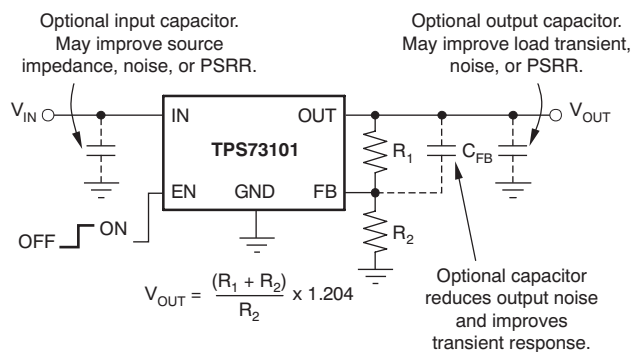 Optional input capacitor.
May improve source
impedance, noise, or PSRR.
Optional output capacitor.
May improve load transient,
noise, or PSRR.
V_IN
IN
OUT
V_OUT
TPS73101
R_1
C_FB
EN
GND
FB
OFF
ON
R_2
V_OUT = (R_1 + R_2) / R_2 x 1.204
Optional capacitor
reduces output noise
and improves
transient response.